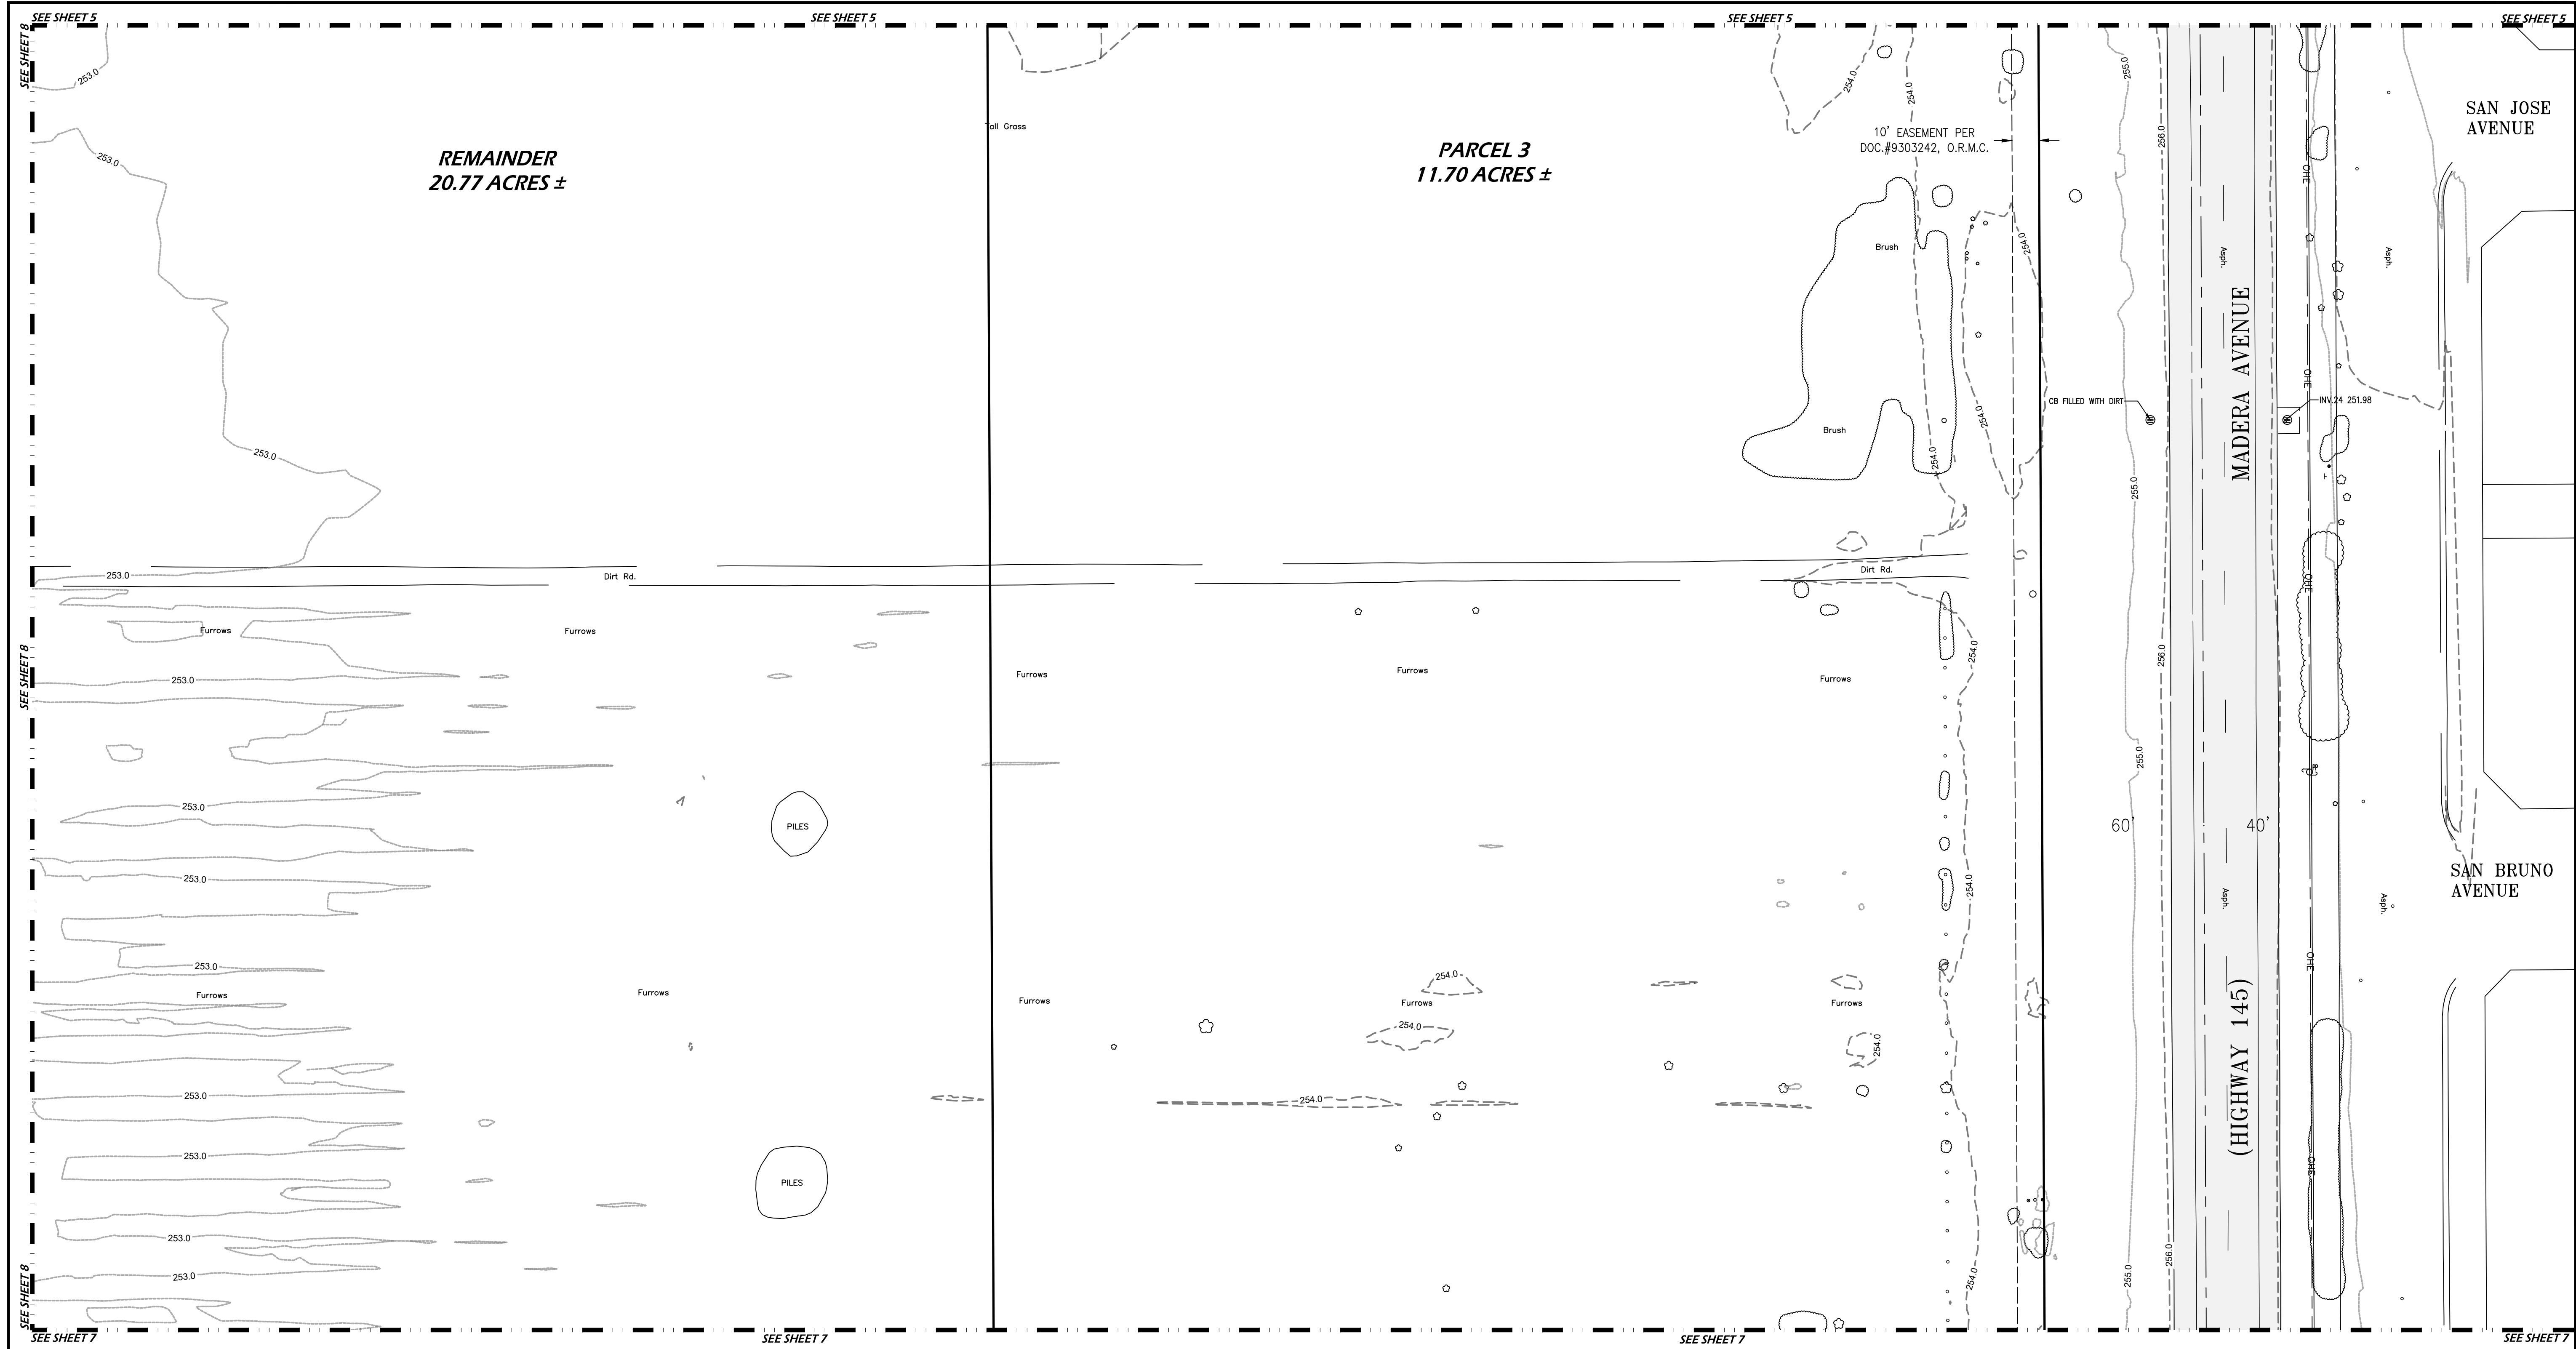 SEE SHEET 5
SEE SHEET 5
SEE SHEET 5
SEE SHEET 5
SEE SHEET 8
253.0
254.0
254.0
255.0
256.0
SAN JOSE
AVENUE
Tall Grass
REMAINDER
20.77 ACRES ±
PARCEL 3
11.70 ACRES ±
10' EASEMENT PER
DOC.#9303242, O.R.M.C.
253.0
OHE
Brush
254.0
Asph.
Asph.
MADERA AVENUE
OHE
CB FILLED WITH DIRT
INV.24 251.98
254.0
Brush
253.0
254.0
255.0
253.0
Dirt Rd.
Dirt Rd.
OHE
Furrows
Furrows
254.0
256.0
SEE SHEET 8
253.0
Furrows
Furrows
Furrows
255.0
253.0
PILES
60'
40'
253.0
254.0
SAN BRUNO
AVENUE
Asph.
Asph.
253.0
254.0
OHE
Furrows
Furrows
Furrows
Furrows
Furrows
254.0
254.0
(HIGHWAY 145)
253.0
254.0
253.0
OHE
PILES
253.0
256.0
253.0
254.0
255.0
SEE SHEET 8
SEE SHEET 7
SEE SHEET 7
SEE SHEET 7
SEE SHEET 7